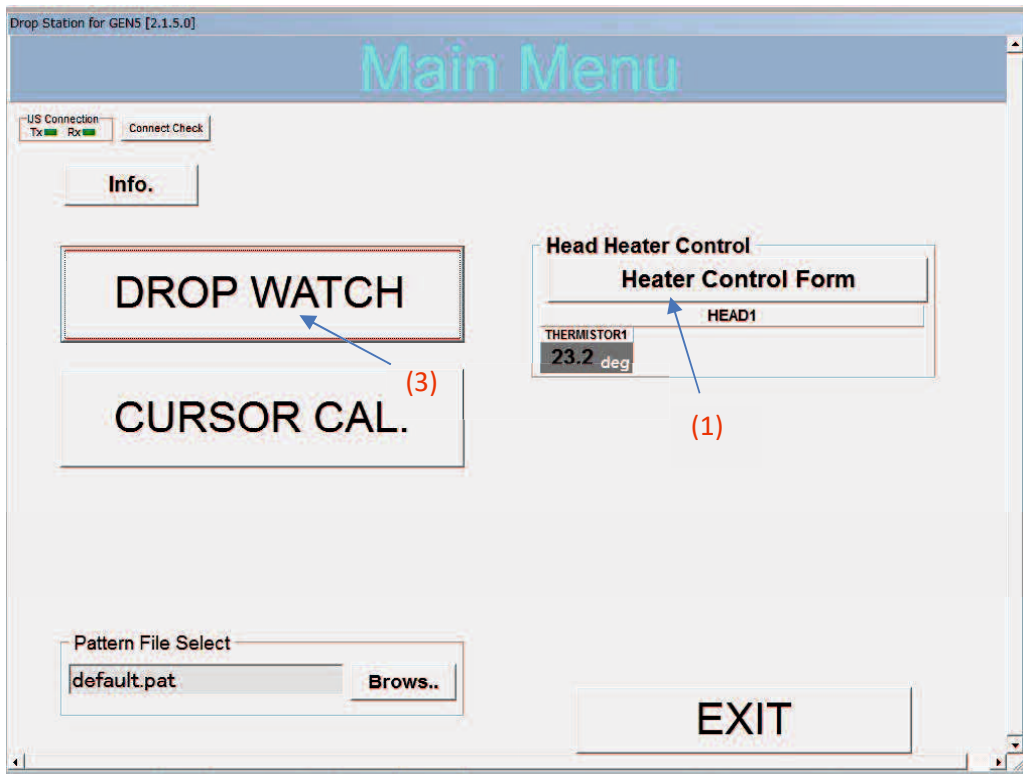 Drop Station for GEN5 [2.1.5.0]
Main Menu
US Connection
Tx Rx
Connect Check
Info.
DROP WATCH
(3)
CURSOR CAL.
Head Heater Control
Heater Control Form
HEAD1
THERMISTOR1
23.2 deg
(1)
Pattern File Select
default.pat
Brows..
EXIT